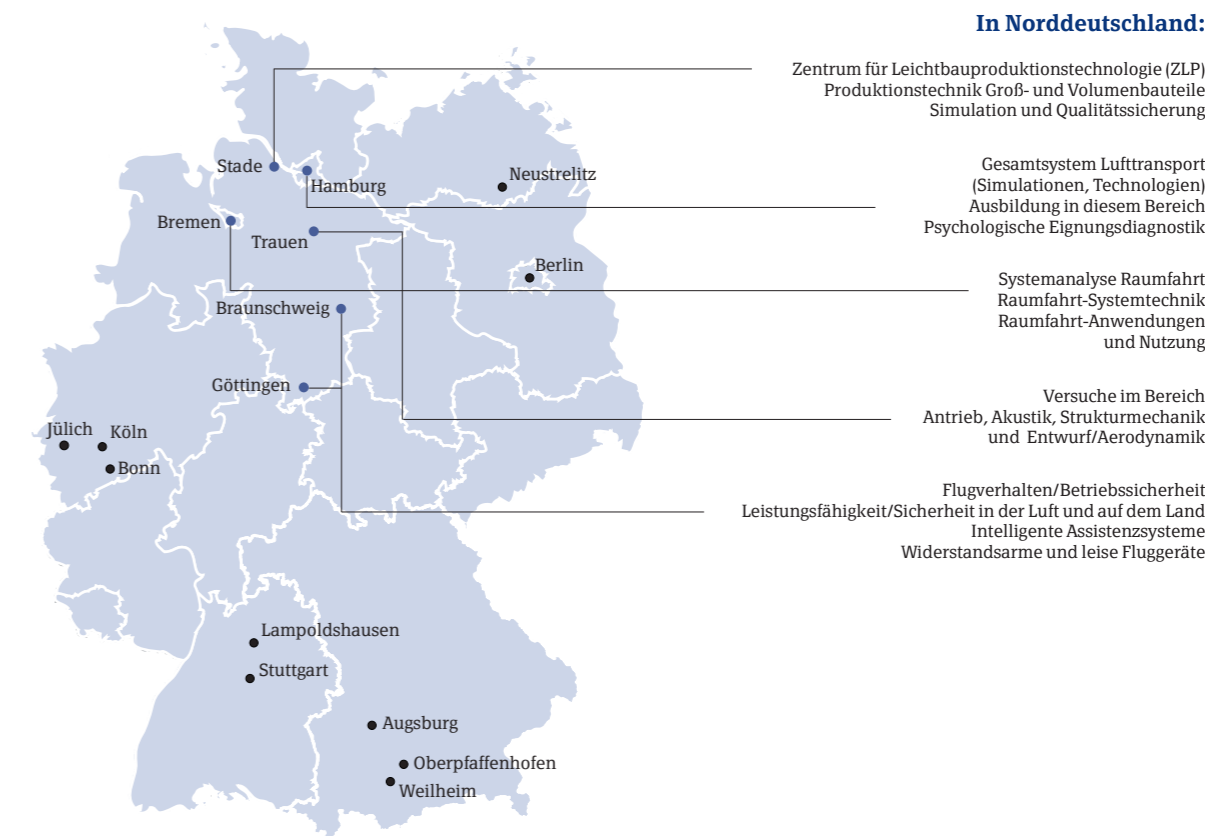 In Norddeutschland:
Zentrum für Leichtbauproduktionstechnologie (ZLP)
Produktionstechnik Groß- und Volumenbauteile
Simulation und Qualitätssicherung
Gesamtsystem Lufttransport
(Simulationen, Technologien)
Ausbildung in diesem Bereich
Psychologische Eignungsdiagnostik
Systemanalyse Raumfahrt
Raumfahrt-Systemtechnik
Raumfahrt-Anwendungen
und Nutzung
Versuche im Bereich
Antrieb, Akustik, Strukturmechanik
und Entwurf/Aerodynamik
Flugverhalten/Betriebssicherheit
Leistungsfähigkeit/Sicherheit in der Luft und auf dem Land
Intelligente Assistenzsysteme
Widerstandsarme und leise Fluggeräte
Stade
Hamburg
Neustrelitz
Bremen
Trauen
Berlin
Braunschweig
Göttingen
Jülich
Köln
Bonn
Lampoldshausen
Stuttgart
Augsburg
Oberpfaffenhofen
Weilheim